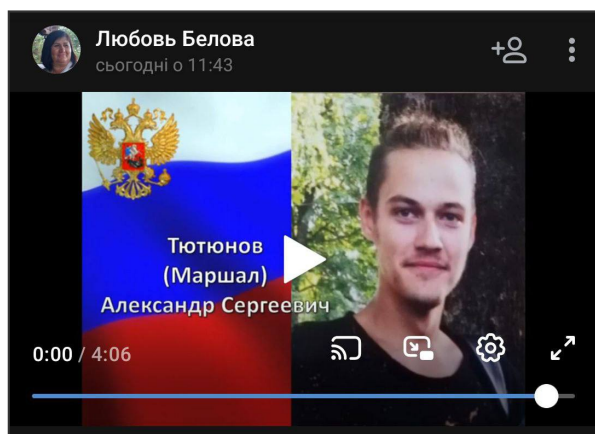 Любовь Белова
сьогодні о 11:43
Тютюнов
(Маршал)
Александр Сергеевич
0:00 / 4:06